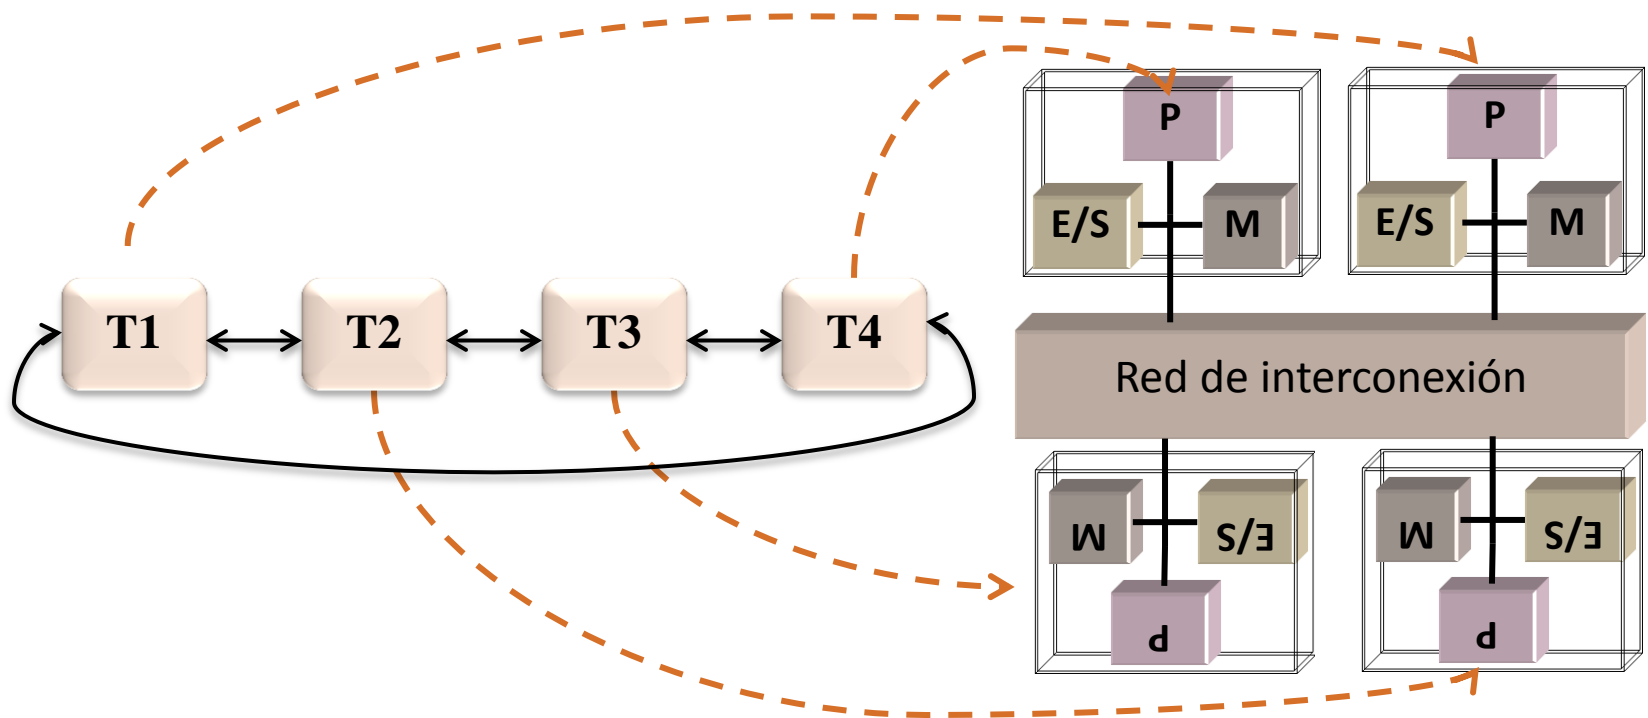 P
P
E/S
M
E/S
M
T1
T2
T3
T4
Red de interconexión
M
E/S
M
E/S
P
P